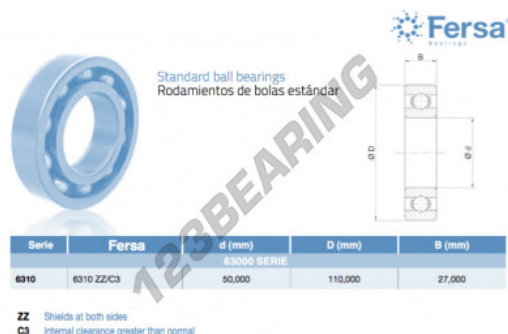 Fersa
Bearings
Standard ball bearings
Rodamientos de bolas estándar
B
Ø D
Ø d
123BEARING
Serie Fersa d (mm) D (mm) B (mm)
63000 SERIE
6310 6310 ZZ/C3 50,000 110,000 27,000
ZZ Shields at both sides
C3 Internal clearance greater than normal